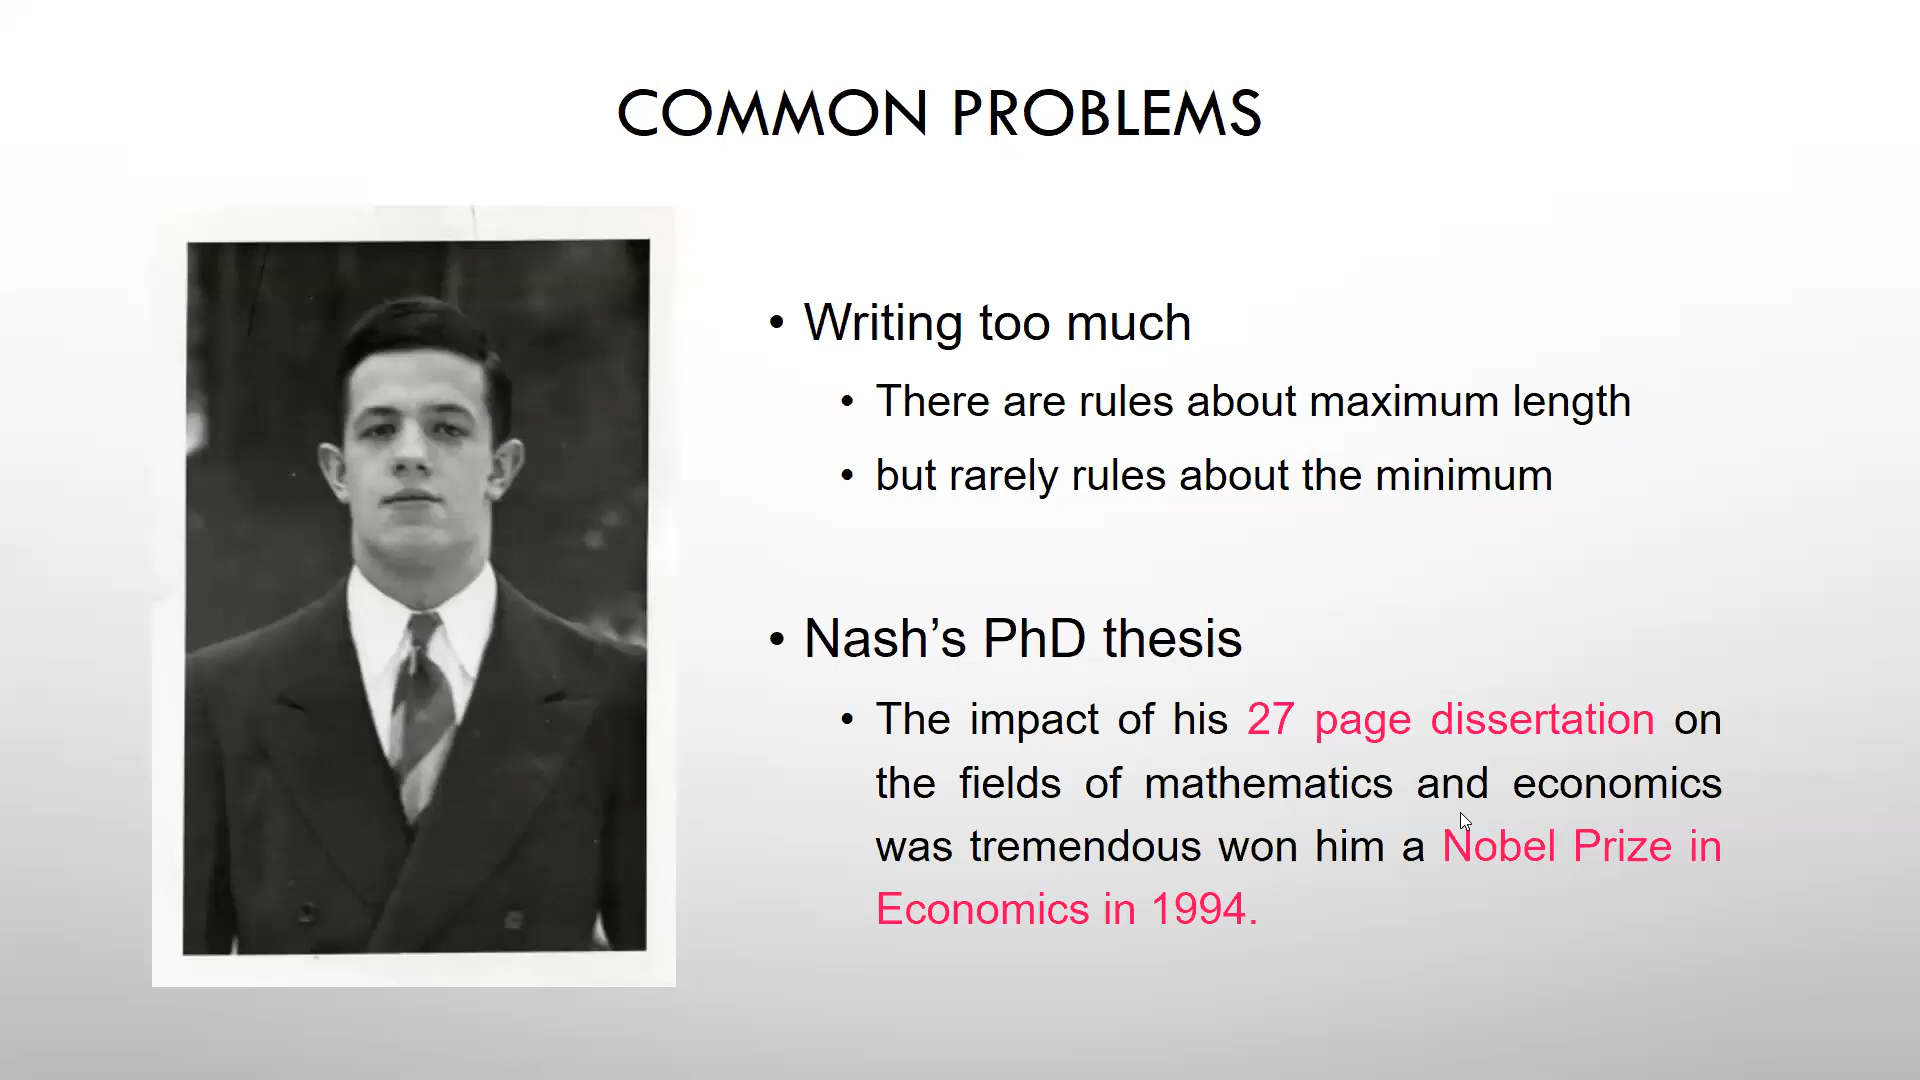 COMMON PROBLEMS
• Writing too much
• There are rules about maximum length
• but rarely rules about the minimum
• Nash’s PhD thesis
• The impact of his 27 page dissertation on
the fields of mathematics and economics
was tremendous won him a Nobel Prize in
Economics in 1994.